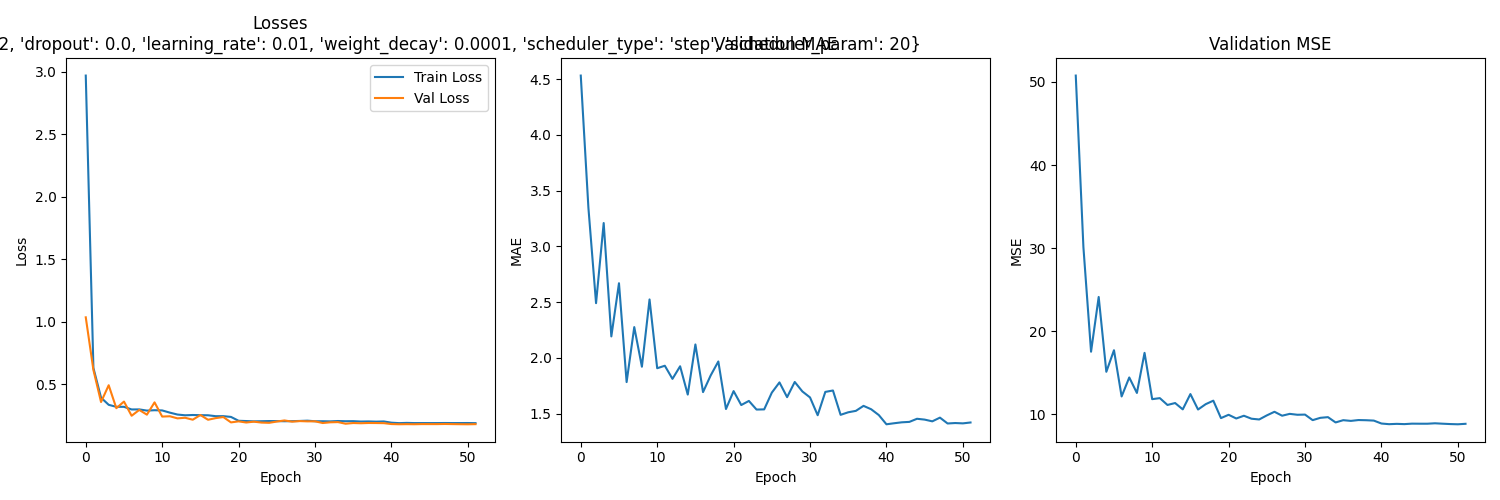 Losses
2, 'dropout': 0.0, 'learning_rate': 0.01, 'weight_decay': 0.0001, 'scheduler_type': 'step', 'scheduler_param': 20}
Train Loss
Val Loss
3.0
2.5
2.0
1.5
1.0
0.5
Loss
0 10 20 30 40 50
Epoch
Validation MAE
4.5
4.0
3.5
3.0
2.5
2.0
1.5
MAE
0 10 20 30 40 50
Epoch
Validation MSE
50
40
30
20
10
MSE
0 10 20 30 40 50
Epoch